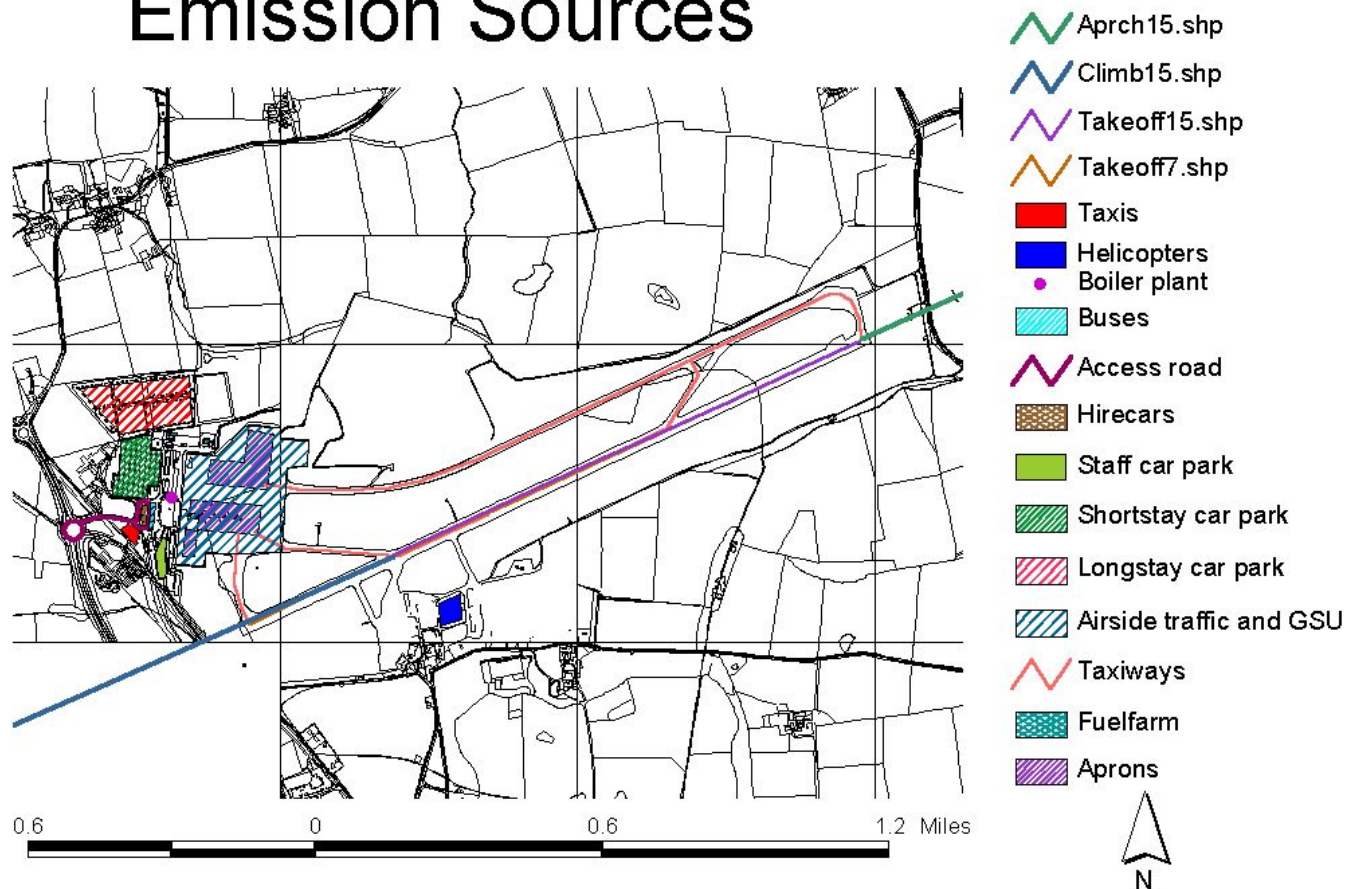 Emission Sources
Aprch15.shp
Climb15.shp
Takeoff15.shp
Takeoff7.shp
Taxis
Helicopters
Boiler plant
Buses
Access road
Hirecars
Staff car park
Shortstay car park
Longstay car park
Airside traffic and GSU
Taxiways
Fuelfarm
Aprons
0.6 0 0.6 1.2 Miles
N